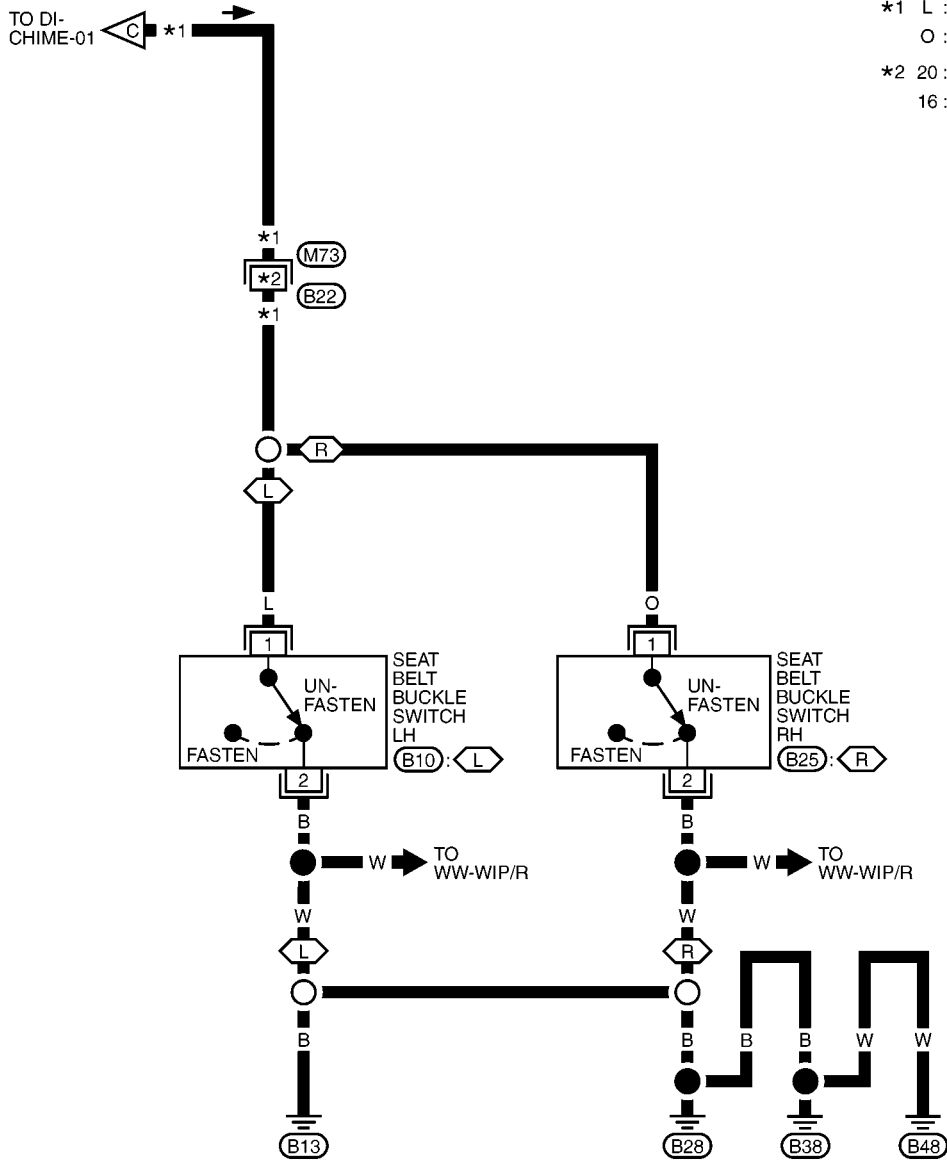 TO DI-
CHIME-01
C
*1
*1 L :
O :
*2 20 :
16 :
*1
M73
*2
B22
*1
R
L
L
O
1
1
UN-
FASTEN
FASTEN
SEAT
BELT
BUCKLE
SWITCH
LH
B10 : L
UN-
FASTEN
FASTEN
SEAT
BELT
BUCKLE
SWITCH
RH
B25 : R
2
2
B
B
W
TO
WW-WIP/R
W
TO
WW-WIP/R
W
W
L
R
B
B
B
B
W
W
B13
B28
B38
B48